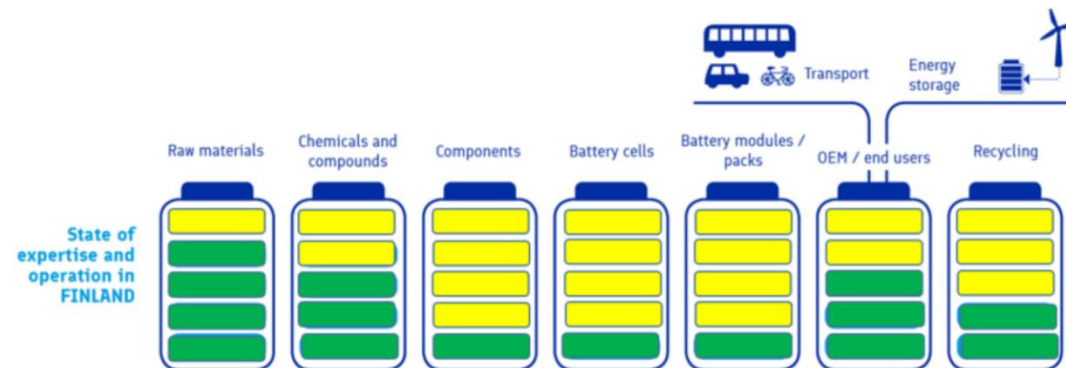 Transport
Energy
storage
Raw materials
Chemicals and
compounds
Components
Battery cells
Battery modules /
packs
OEM / end users
Recycling
State of
expertise and
operation in
FINLAND